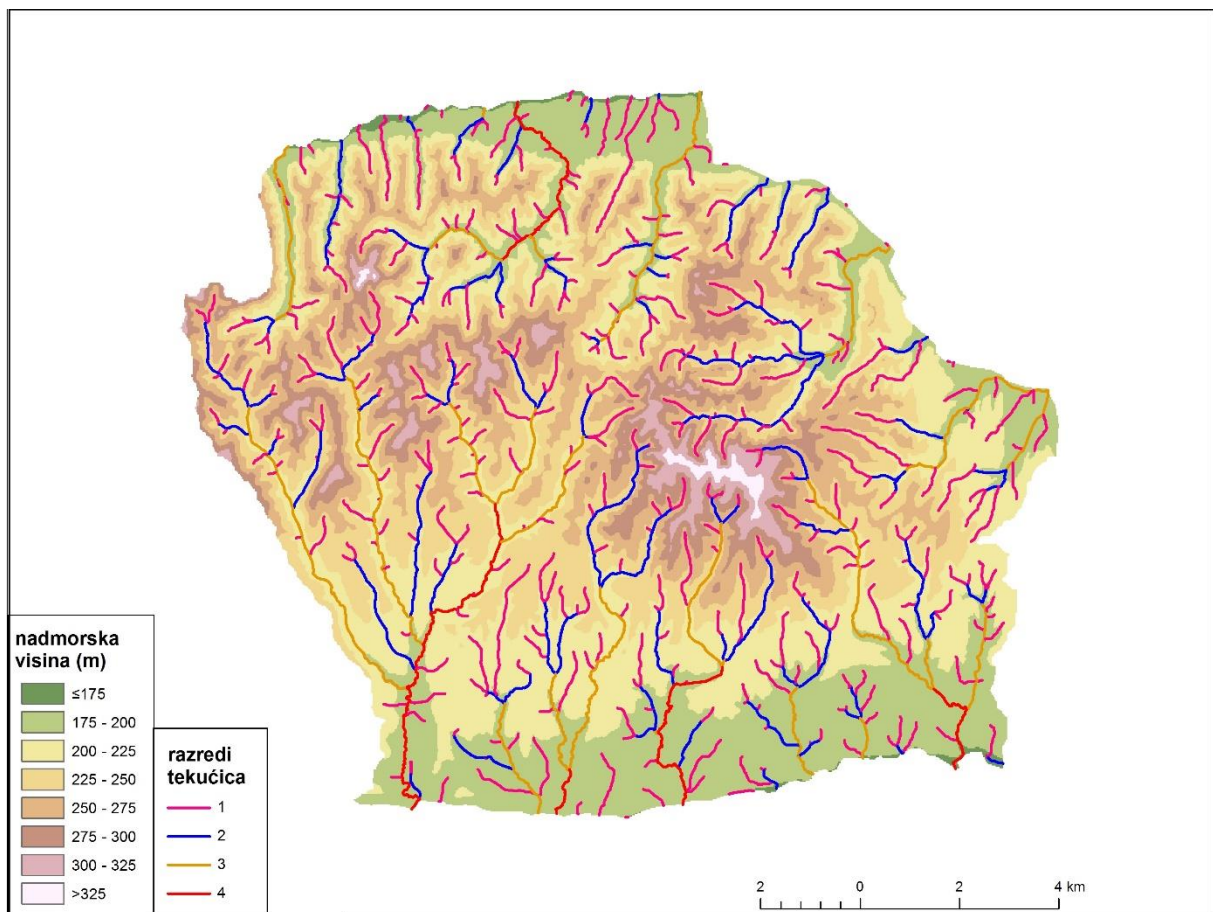 nadmorska
visina (m)
≤175
175 - 200
200 - 225
225 - 250
250 - 275
275 - 300
300 - 325
>325
razredi
tekućica
1
2
3
4
2 0 2 4 km